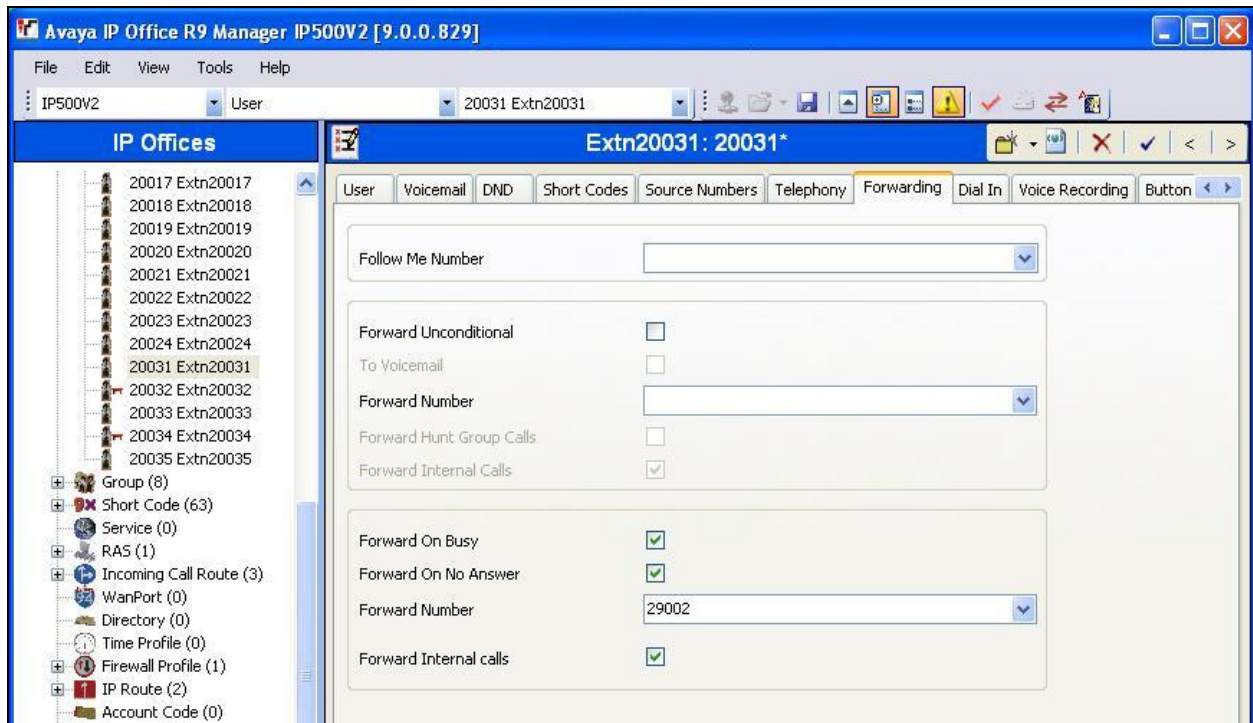 Avaya IP Office R9 Manager IP500V2 [9.0.0.829]
File Edit View Tools Help
IP500V2 User 20031 Extn20031
IP Offices
20017 Extn20017
20018 Extn20018
20019 Extn20019
20020 Extn20020
20021 Extn20021
20022 Extn20022
20023 Extn20023
20024 Extn20024
20031 Extn20031
20032 Extn20032
20033 Extn20033
20034 Extn20034
20035 Extn20035
Group (8)
Short Code (63)
Service (0)
RAS (1)
Incoming Call Route (3)
WanPort (0)
Directory (0)
Time Profile (0)
Firewall Profile (1)
IP Route (2)
Account Code (0)
Extn20031: 20031*
User Voicemail DND Short Codes Source Numbers Telephony Forwarding Dial In Voice Recording Button
Follow Me Number
Forward Unconditional
To Voicemail
Forward Number
Forward Hunt Group Calls
Forward Internal Calls
Forward On Busy
Forward On No Answer
Forward Number 29002
Forward Internal calls